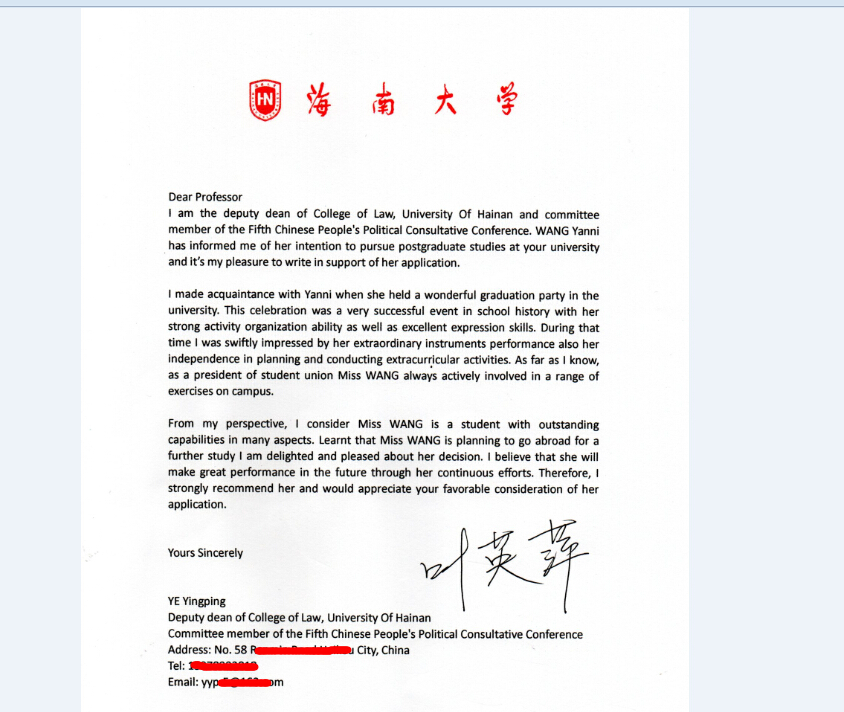 HN 海南大学
Dear Professor
I am the deputy dean of College of Law, University Of Hainan and committee
member of the Fifth Chinese People's Political Consultative Conference. WANG Yanni
has informed me of her intention to pursue postgraduate studies at your university
and it's my pleasure to write in support of her application.
I made acquaintance with Yanni when she held a wonderful graduation party in the
university. This celebration was a very successful event in school history with her
strong activity organization ability as well as excellent expression skills. During that
time I was swiftly impressed by her extraordinary instruments performance also her
independence in planning and conducting extracurricular activities. As far as I know,
as a president of student union Miss WANG always actively involved in a range of
exercises on campus.
From my perspective, I consider Miss WANG is a student with outstanding
capabilities in many aspects. Learnt that Miss WANG is planning to go abroad for a
further study I am delighted and pleased about her decision. I believe that she will
make great performance in the future through her continuous efforts. Therefore, I
strongly recommend her and would appreciate your favorable consideration of her
application.
Yours Sincerely
叶英萍
YE Yingping
Deputy dean of College of Law, University Of Hainan
Committee member of the Fifth Chinese People's Political Consultative Conference
Address: No. 58 City, China
Tel:
Email: